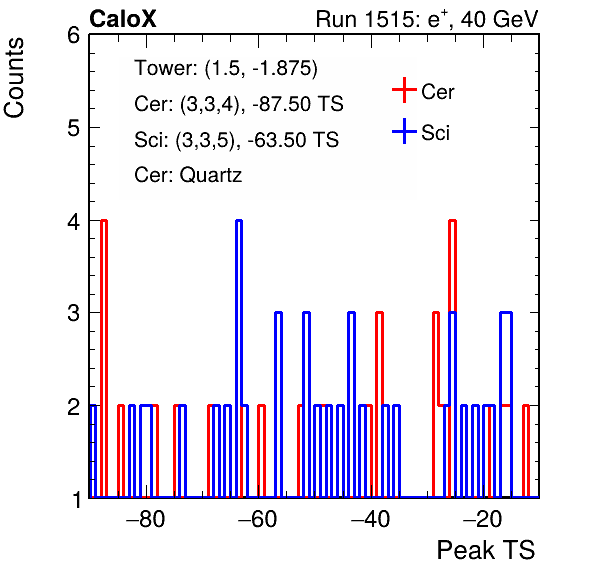 CaloX Run 1515: e⁺, 40 GeV
Counts
Tower: (1.5, -1.875)
Cer: (3,3,4), -87.50 TS
Sci: (3,3,5), -63.50 TS
Cer: Quartz
Cer
Sci
6
5
4
3
2
1
−80 −60 −40 −20
Peak TS